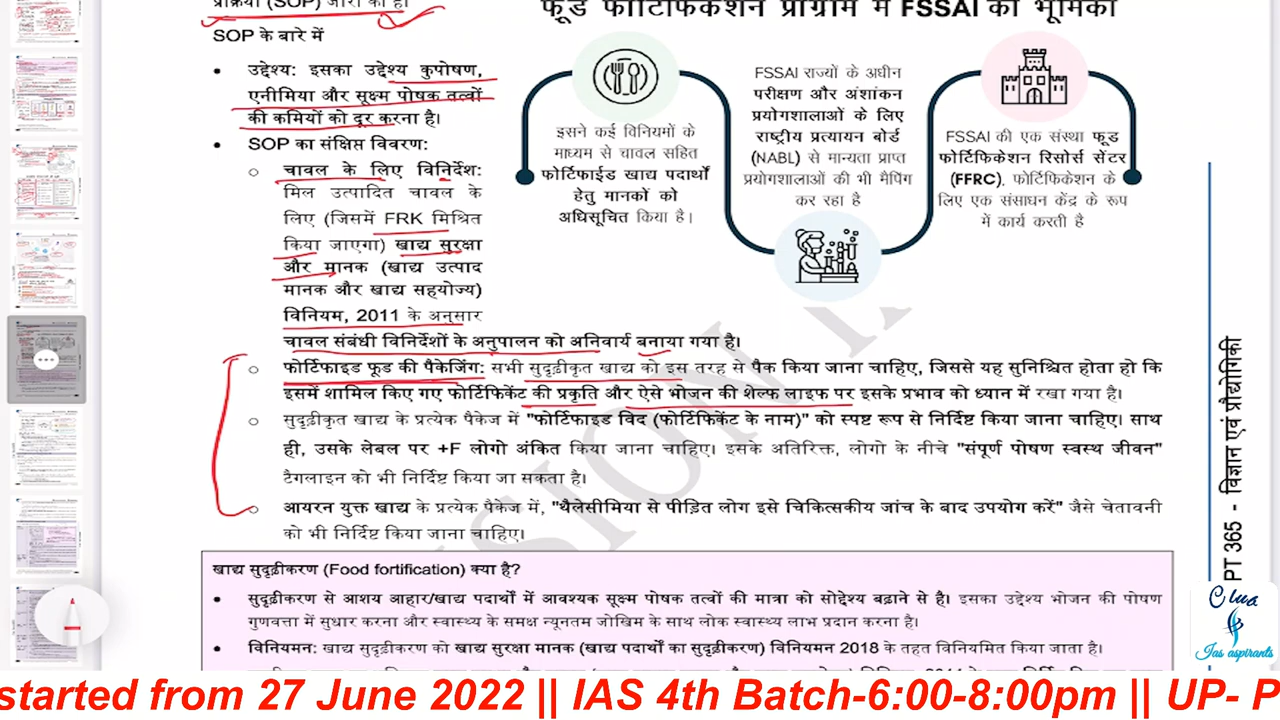 प्रक्रिया (SOP) जारी की है।
SOP के बारे में
• उद्देश्य: इसका उद्देश्य कुपोषण,
एनीमिया और सूक्ष्म पोषक तत्वों
की कमियों को दूर करना है।
• SOP का संक्षिप्त विवरण:
○ चावल के लिए विनिर्देश:
मिल उत्पादित चावल के
लिए (जिसमें FRK मिश्रित
किया जाएगा) खाद्य सुरक्षा
और मानक (खाद्य उत्पाद
मानक और खाद्य सहयोज्य)
विनियम, 2011 के अनुसार
चावल संबंधी विनिर्देशों के अनुपालन को अनिवार्य बनाया गया है।
फूड फोर्टिफिकेशन प्रोग्राम में FSSAI की भूमिका
इसने कई विनियमों के
माध्यम से चावल सहित
फोर्टिफाईड खाद्य पदार्थों
हेतु मानकों को
अधिसूचित किया है।
FSSAI राज्यों के अधीन
परीक्षण और अंशांकन
प्रयोगशालाओं के लिए
राष्ट्रीय प्रत्यायन बोर्ड
(NABL) से मान्यता प्राप्त
प्रयोगशालाओं की भी मैपिंग
कर रहा है
FSSAI की एक संस्था फूड
फोर्टिफिकेशन रिसोर्स सेंटर
(FFRC), फोर्टिफिकेशन के
लिए एक संसाधन केंद्र के रूप
में कार्य करती है
○ फोर्टिफाइड फूड की पैकेजिंग: सभी सुदृढ़ीकृत खाद्य को इस तरह से पैक किया जाना चाहिए, जिससे यह सुनिश्चित होता हो कि
इसमें शामिल किए गए फोर्टिफिकेंट की प्रकृति और ऐसे भोजन की शेल्फ लाइफ पर इसके प्रभाव को ध्यान में रखा गया है।
○ सुदृढ़ीकृत खाद्य के प्रत्येक पैकेज में "फोर्टिफाइड विद (फोर्टिफिकेंट के नाम)" को स्पष्ट रूप से निर्दिष्ट किया जाना चाहिए। साथ
ही, उसके लेबल पर +F लोगो अंकित किया जाना चाहिए। इसके अतिरिक्त, लोगो के नीचे "संपूर्ण पोषण स्वस्थ जीवन"
टैगलाइन को भी निर्दिष्ट किया जा सकता है।
○ आयरन युक्त खाद्य के प्रत्येक पैकेज में, "थैलेसीमिया से पीड़ित लोग इसे चिकित्सकीय जांच के बाद उपयोग करें" जैसे चेतावनी
को भी निर्दिष्ट किया जाना चाहिए।
खाद्य सुदृढ़ीकरण (Food fortification) क्या है?
• सुदृढ़ीकरण से आशय आहार/खाद्य पदार्थों में आवश्यक सूक्ष्म पोषक तत्वों की मात्रा को सोद्देश्य बढ़ाने से है। इसका उद्देश्य भोजन की पोषण
गुणवत्ता में सुधार करना और स्वास्थ्य के समक्ष न्यूनतम जोखिम के साथ लोक स्वास्थ्य लाभ प्रदान करना है।
• विनियमन: खाद्य सुदृढ़ीकरण को खाद्य सुरक्षा मानक (खाद्य पदार्थों का सुदृढ़ीकरण) विनियमन 2018 के तहत विनियमित किया जाता है।
PT 365 - विज्ञान एवं प्रौद्योगिकी
Clue
Ias aspirants
started from 27 June 2022 || IAS 4th Batch-6:00-8:00pm || UP- P